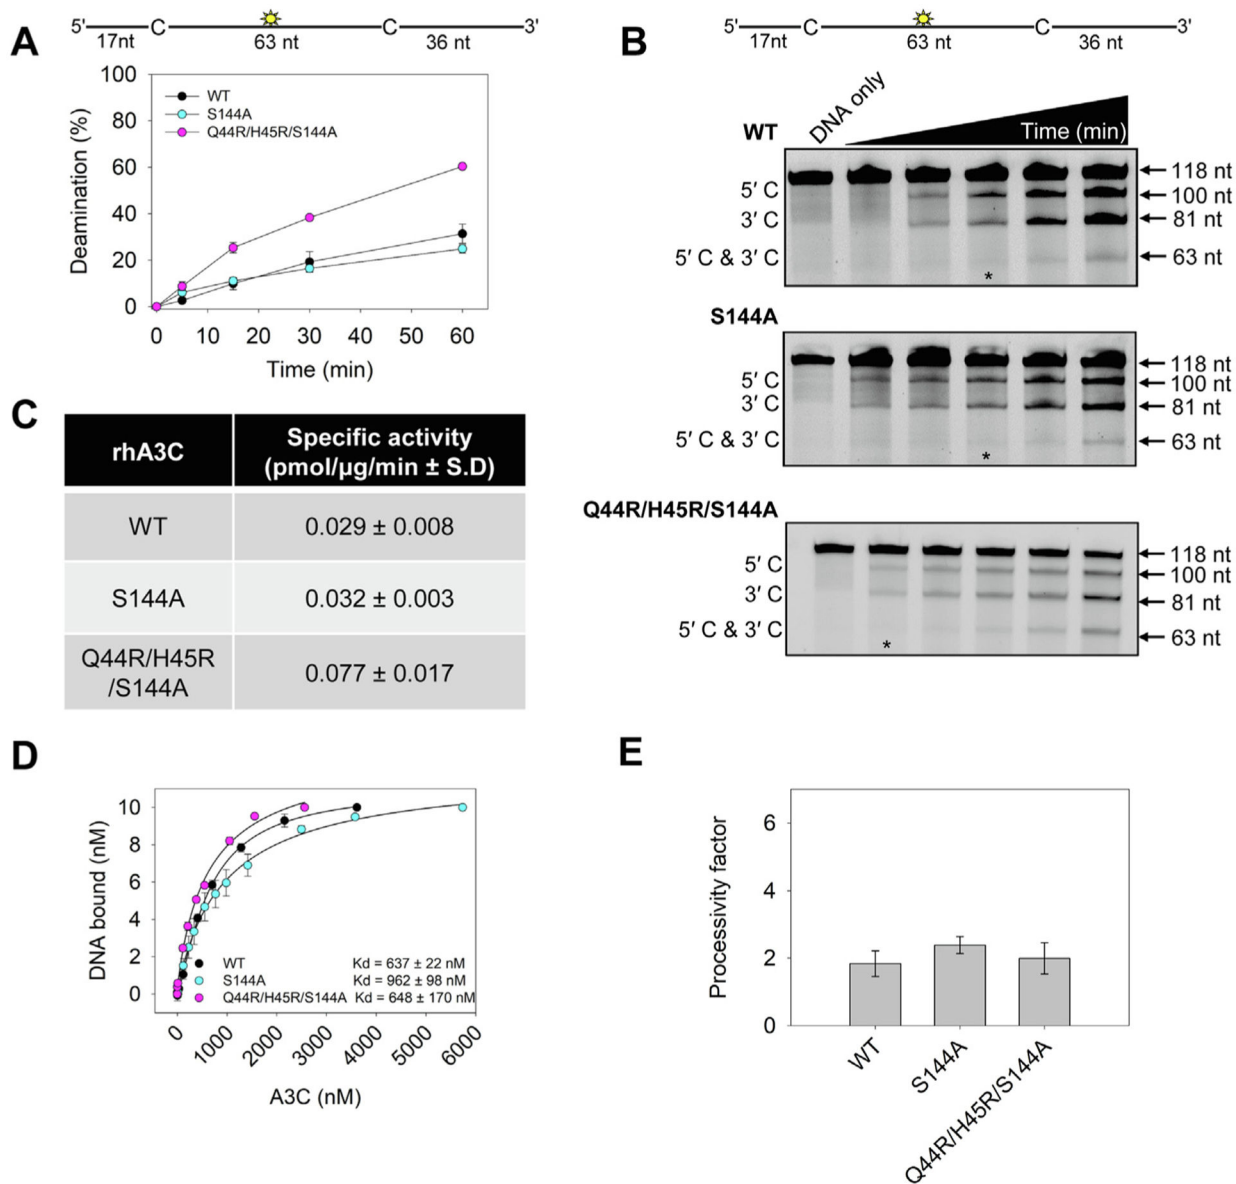 A
5' C C 3'
17nt 63 nt 36 nt
100
80
60
40
20
0
Deamination (%)
WT
S144A
Q44R/H45R/S144A
0 10 20 30 40 50 60
Time (min)
B
5' C C 3'
17nt 63 nt 36 nt
DNA only
WT
Time (min)
5′ C
3′ C
5′ C & 3′ C
118 nt
100 nt
81 nt
63 nt
*
S144A
5′ C
3′ C
5′ C & 3′ C
118 nt
100 nt
81 nt
63 nt
*
Q44R/H45R/S144A
5′ C
3′ C
5′ C & 3′ C
118 nt
100 nt
81 nt
63 nt
*
C
rhA3C
Specific activity
(pmol/µg/min ± S.D)
WT
0.029 ± 0.008
S144A
0.032 ± 0.003
Q44R/H45R
/S144A
0.077 ± 0.017
D
10
8
6
4
2
0
DNA bound (nM)
WT Kd = 637 ± 22 nM
S144A Kd = 962 ± 98 nM
Q44R/H45R/S144A Kd = 648 ± 170 nM
0 1000 2000 3000 4000 5000 6000
A3C (nM)
E
6
4
2
0
Processivity factor
WT
S144A
Q44R/H45R/S144A